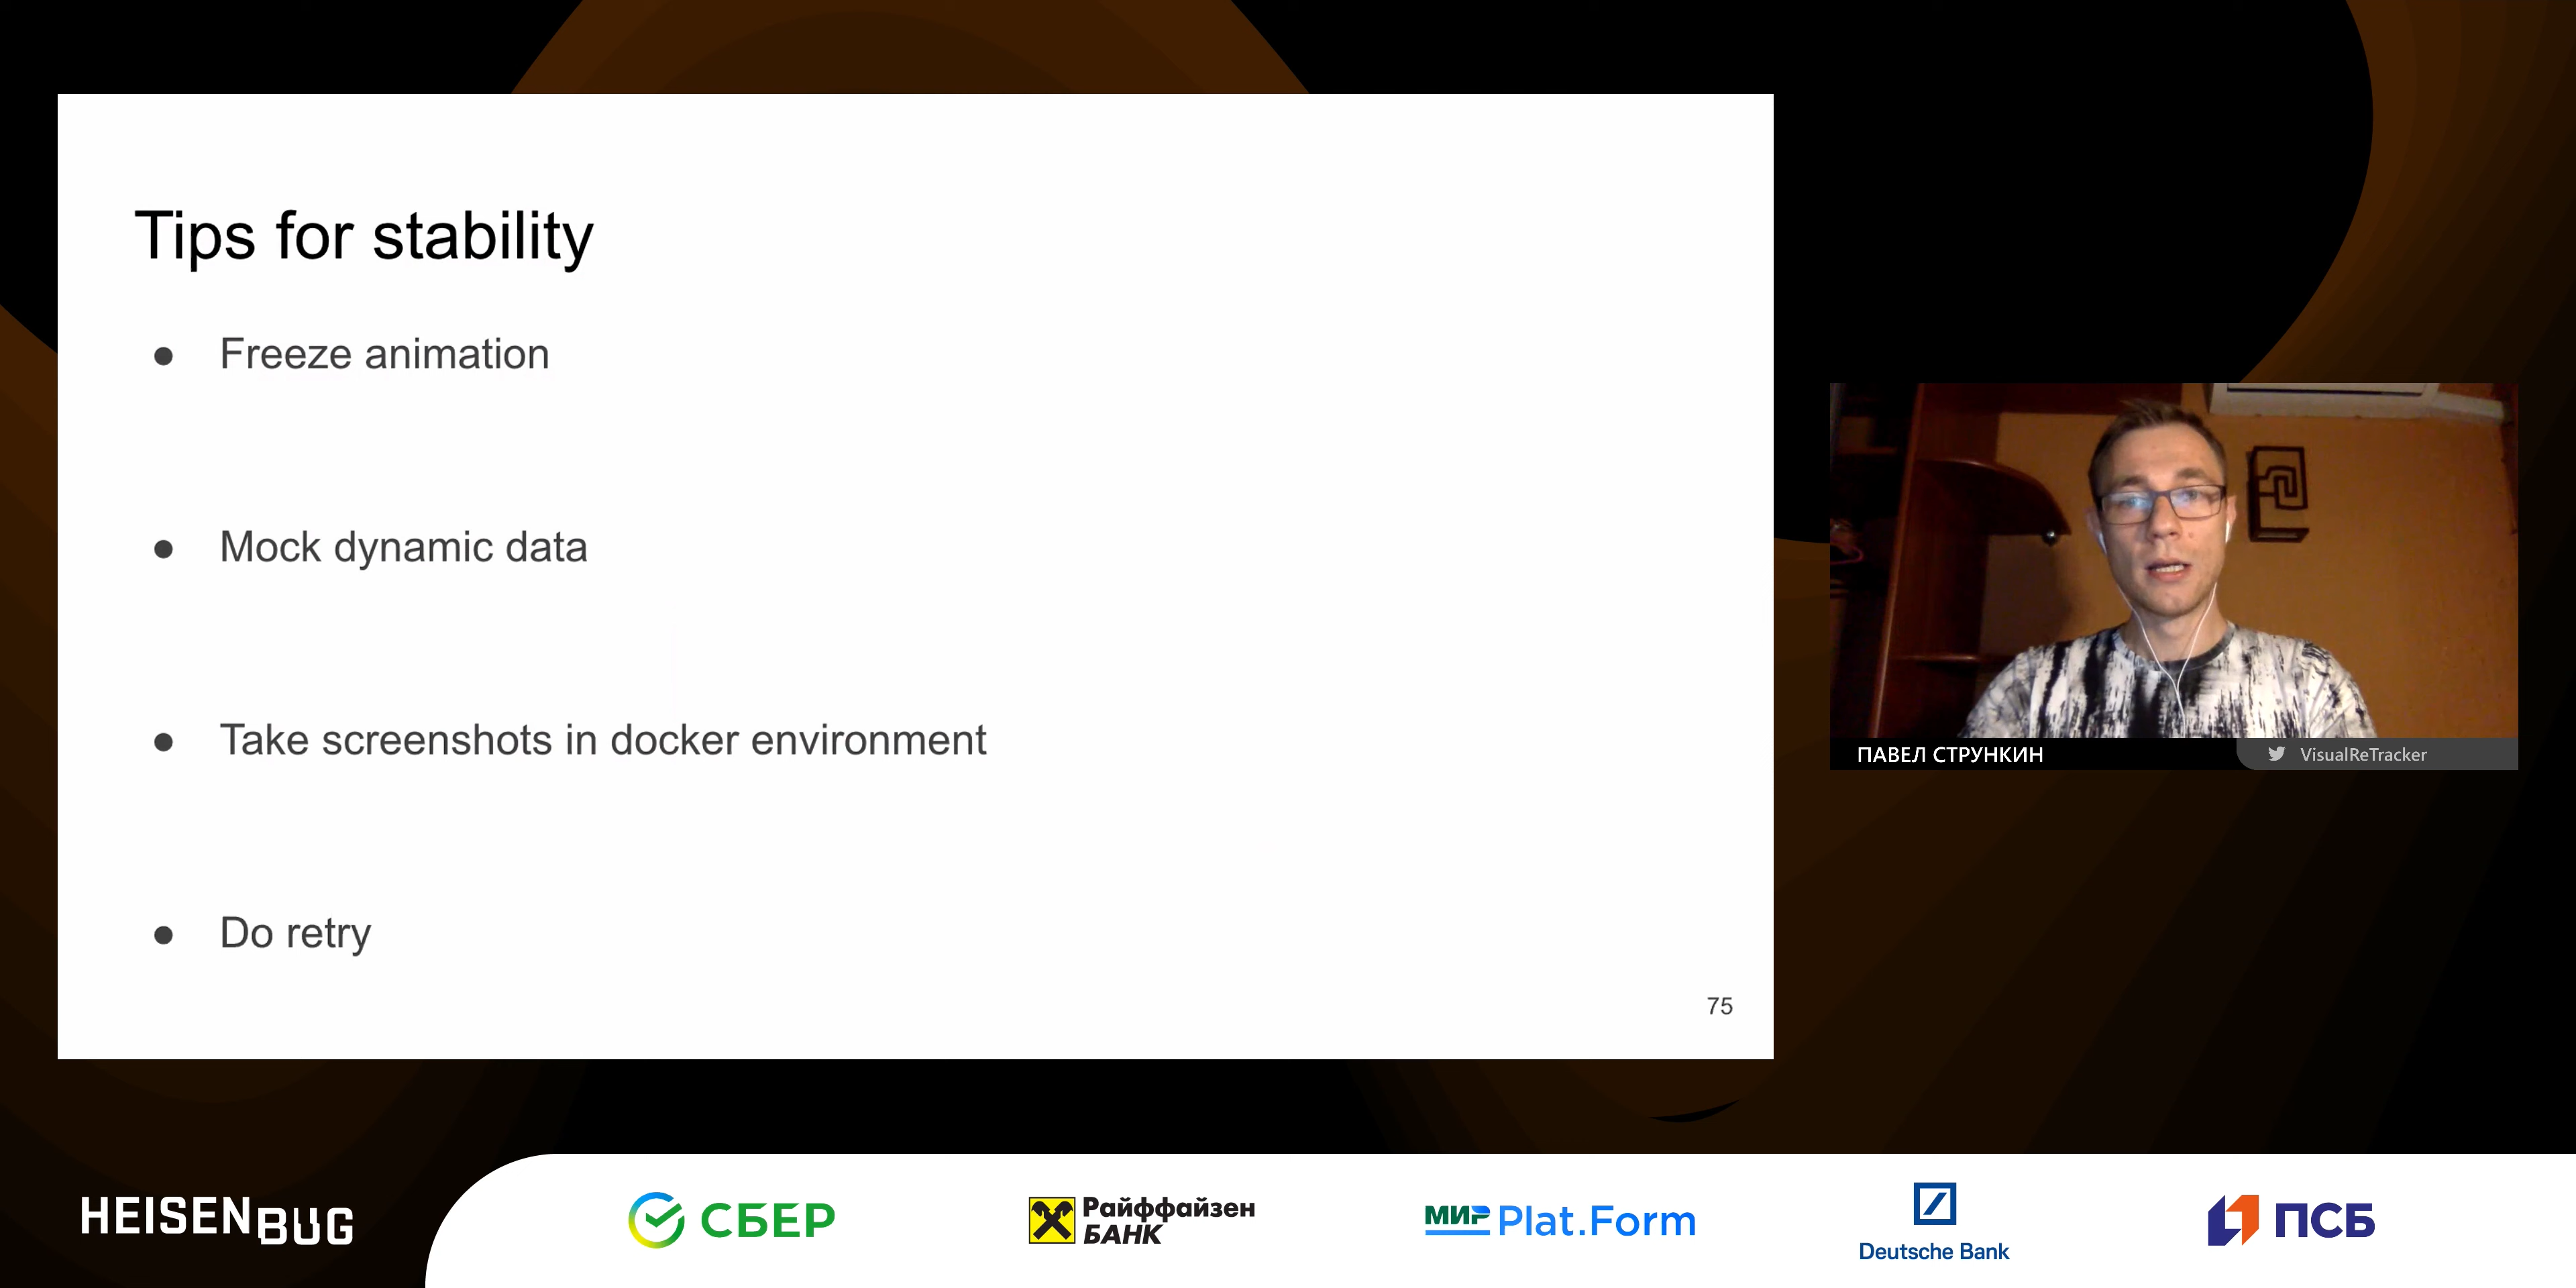 Tips for stability
● Freeze animation
● Mock dynamic data
● Take screenshots in docker environment
● Do retry
75
ПАВЕЛ СТРУНКИН
VisualReTracker
HEISENBUG
СБЕР
Райффайзен
БАНК
МИР Plat.Form
Deutsche Bank
ПСБ